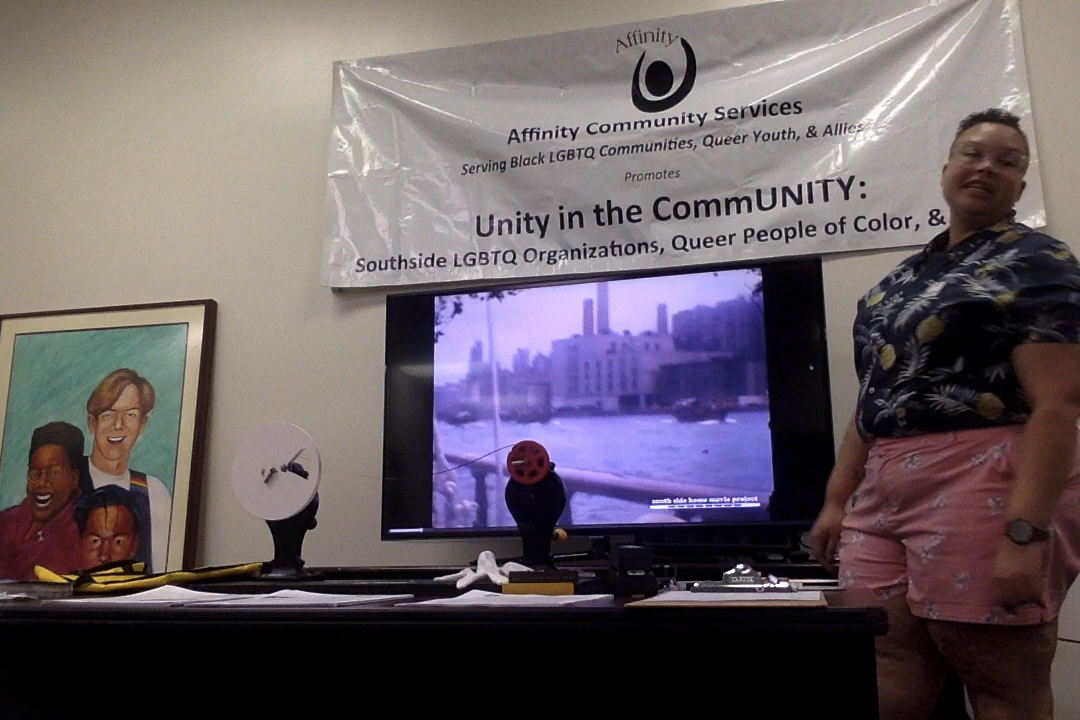 Affinity
Affinity Community Services
Serving Black LGBTQ Communities, Queer Youth, & Allies
Promotes
Unity in the CommUNITY:
Southside LGBTQ Organizations, Queer People of Color, &
south side home movie project